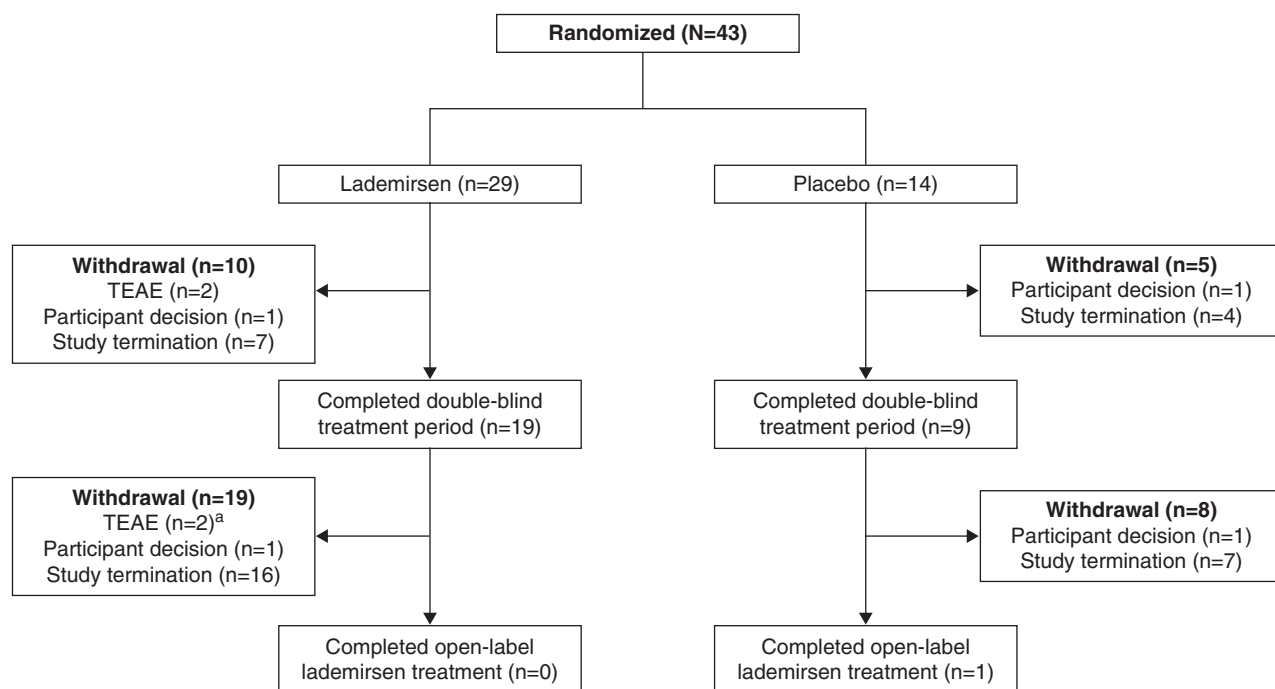 Randomized (N=43)
Lademirsen (n=29)
Placebo (n=14)
Withdrawal (n=10)
TEAE (n=2)
Participant decision (n=1)
Study termination (n=7)
Withdrawal (n=5)
Participant decision (n=1)
Study termination (n=4)
Completed double-blind
treatment period (n=19)
Completed double-blind
treatment period (n=9)
Withdrawal (n=19)
TEAE (n=2)a
Participant decision (n=1)
Study termination (n=16)
Withdrawal (n=8)
Participant decision (n=1)
Study termination (n=7)
Completed open-label
lademirsen treatment (n=0)
Completed open-label
lademirsen treatment (n=1)